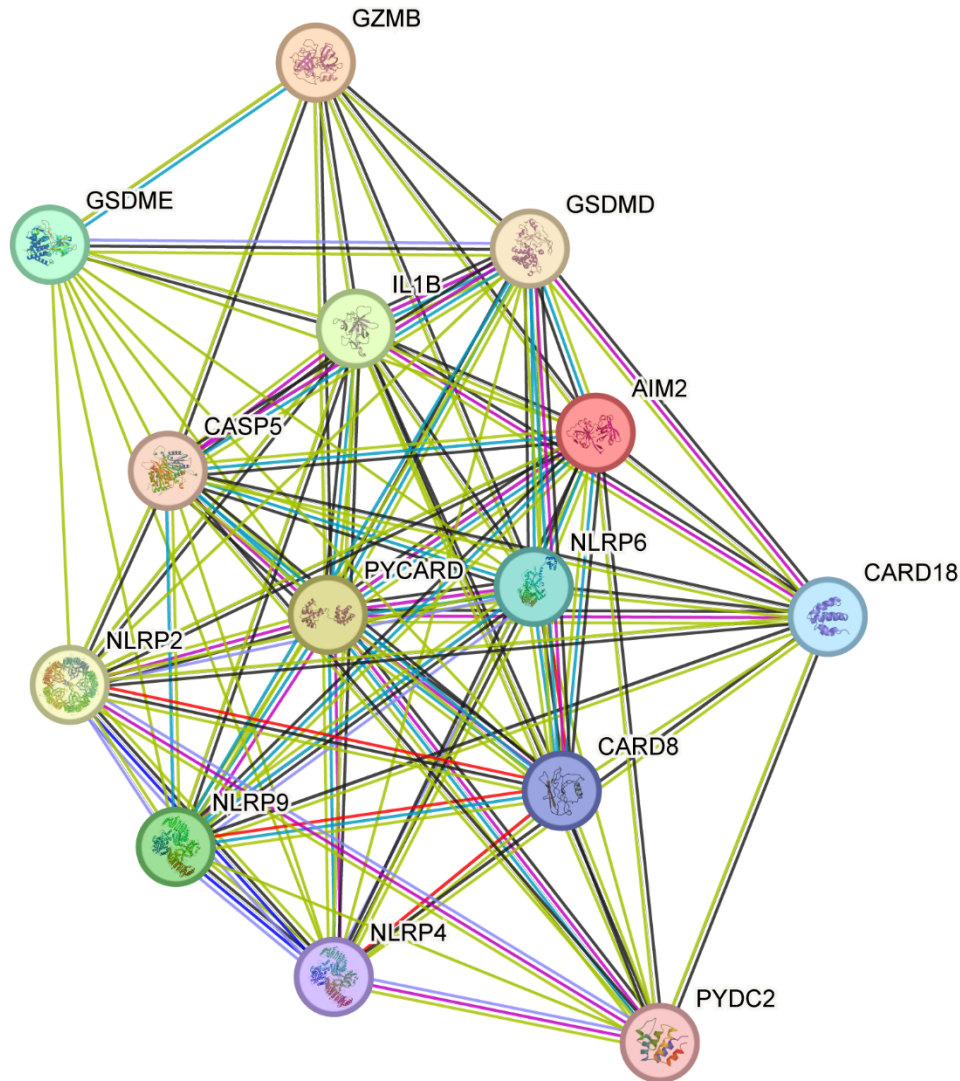 GZMB
GSDME
GSDMD
IL1B
AIM2
CASP5
NLRP6
PYCARD
CARD18
NLRP2
CARD8
NLRP9
NLRP4
PYDC2